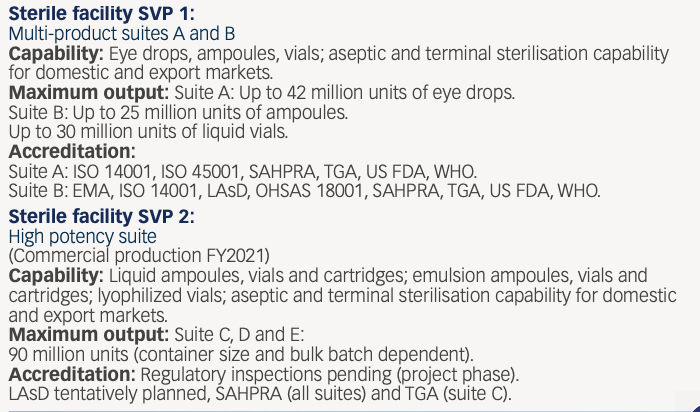 Sterile facility SVP 1:
Multi-product suites A and B
Capability: Eye drops, ampoules, vials; aseptic and terminal sterilisation capability
for domestic and export markets.
Maximum output: Suite A: Up to 42 million units of eye drops.
Suite B: Up to 25 million units of ampoules.
Up to 30 million units of liquid vials.
Accreditation:
Suite A: ISO 14001, ISO 45001, SAHPRA, TGA, US FDA, WHO.
Suite B: EMA, ISO 14001, LAsD, OHSAS 18001, SAHPRA, TGA, US FDA, WHO.
Sterile facility SVP 2:
High potency suite
(Commercial production FY2021)
Capability: Liquid ampoules, vials and cartridges; emulsion ampoules, vials and
cartridges; lyophilized vials; aseptic and terminal sterilisation capability for domestic
and export markets.
Maximum output: Suite C, D and E:
90 million units (container size and bulk batch dependent).
Accreditation: Regulatory inspections pending (project phase).
LAsD tentatively planned, SAHPRA (all suites) and TGA (suite C).